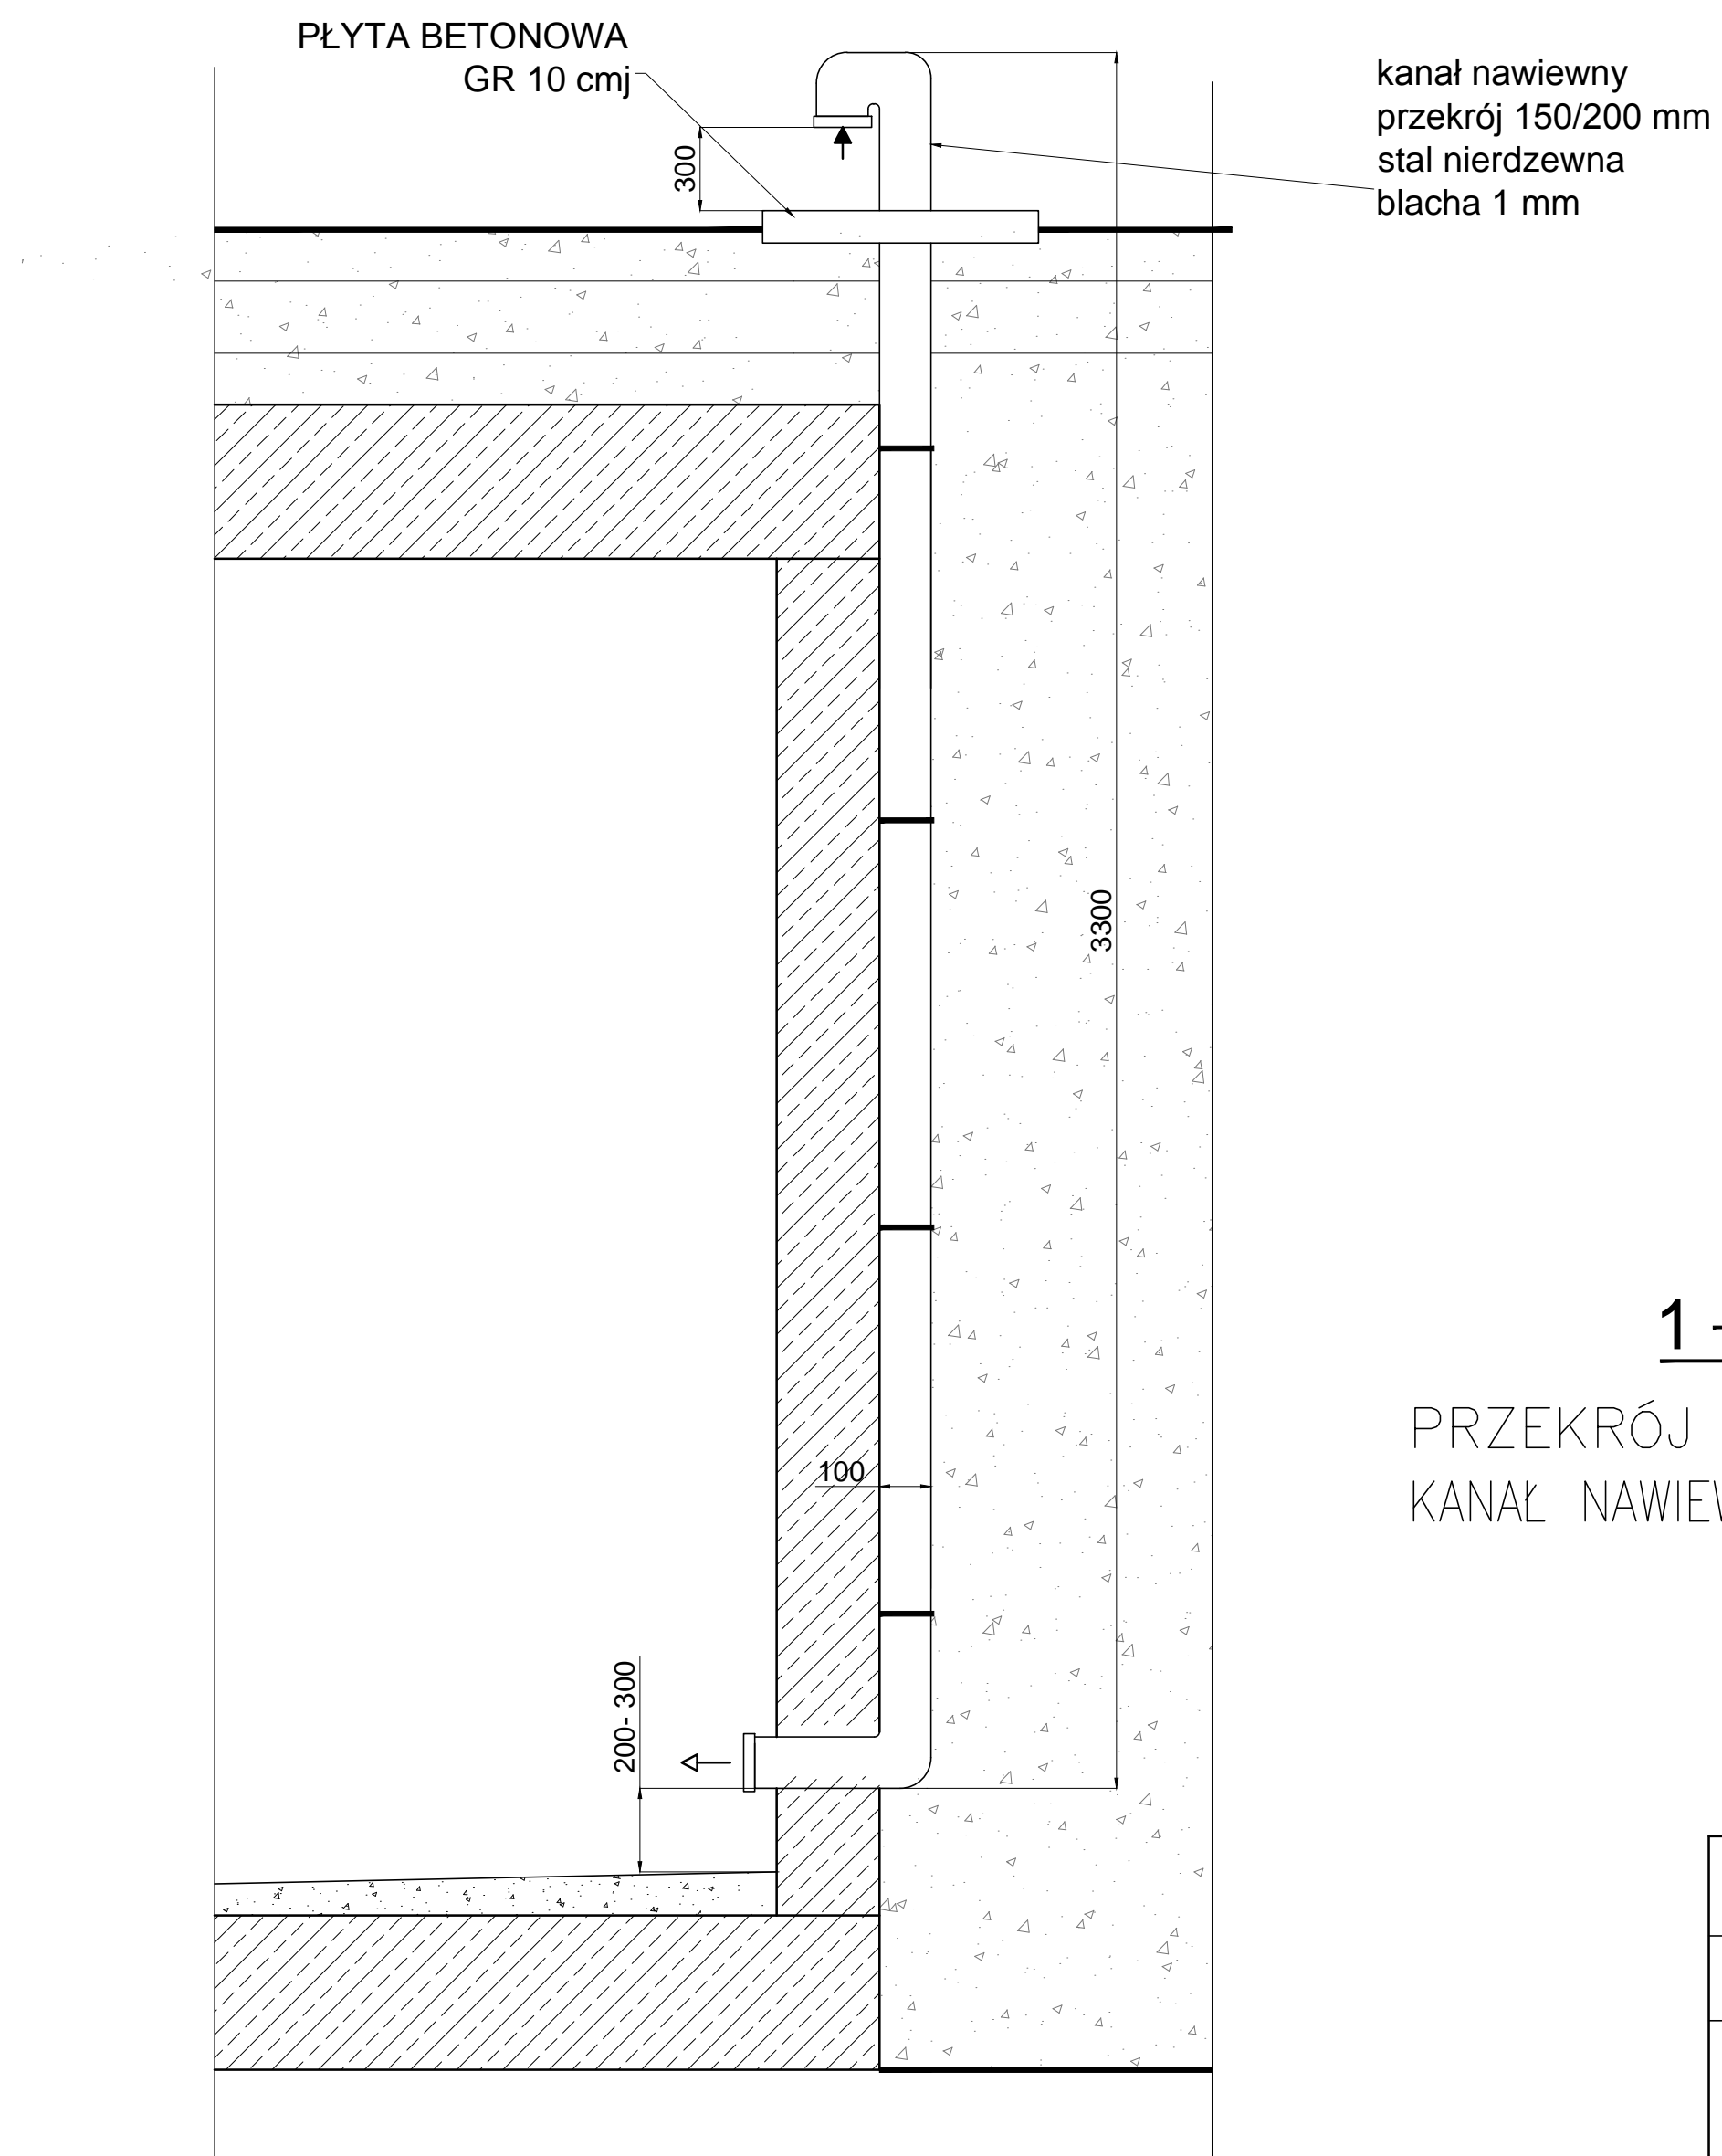 PŁYTA BETONOWA
GR 10 cmj
kanał nawiewny
przekrój 150/200 mm
stal nierdzewna
blacha 1 mm
300
3300
1 -
PRZEKRÓJ
KANAŁ
100
200- 300